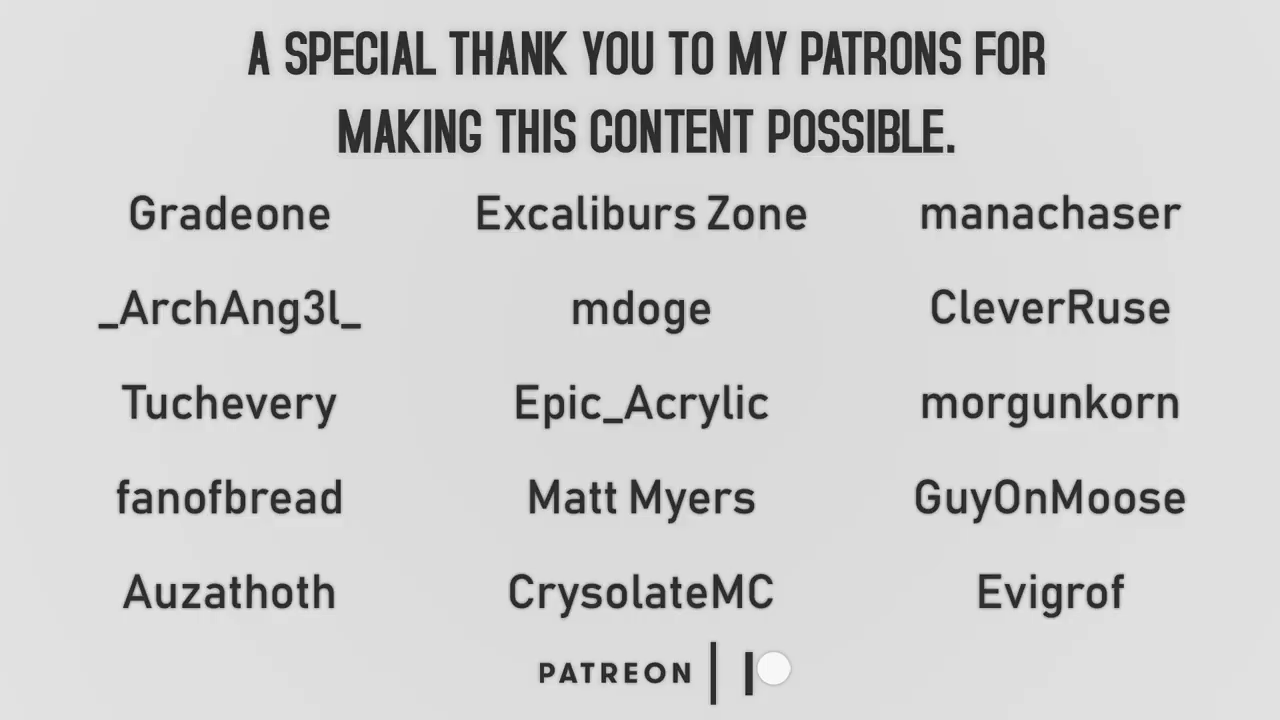 A SPECIAL THANK YOU TO MY PATRONS FOR
MAKING THIS CONTENT POSSIBLE.
Gradeone Excaliburs Zone manachaser
_ArchAng3l_ mdoge CleverRuse
Tuchevery Epic_Acrylic morgunkorn
fanofbread Matt Myers GuyOnMoose
Auzathoth CrysolateMC Evigrof
PATREON